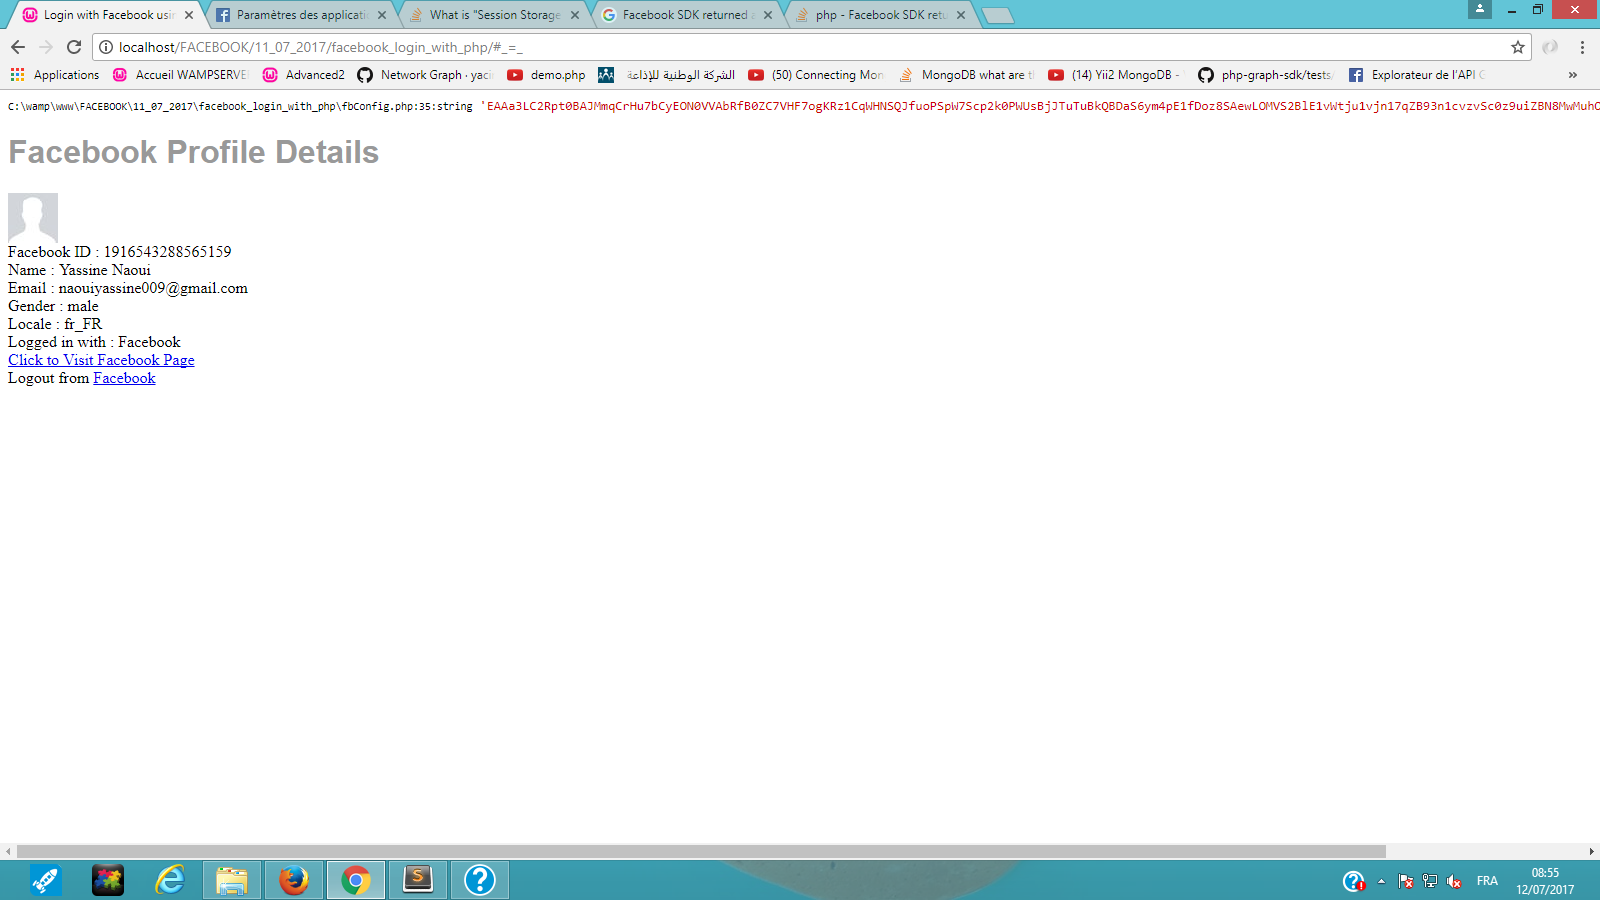 Login with Facebook usi
Paramètres des applicati
What is "Session Storage
Facebook SDK returned a
php - Facebook SDK retu
localhost/FACEBOOK/11_07_2017/facebook_login_with_php/#_=_
Applications
Accueil WAMPSERVE
Advanced2
Network Graph · yaci
demo.php
الشركة الوطنية للإذاعة
(50) Connecting Mon
MongoDB what are th
(14) Yii2 MongoDB -
php-graph-sdk/tests/
Explorateur de l'API G
»
C:\wamp\www\FACEBOOK\11_07_2017\facebook_login_with_php\fbConfig.php:35:string
Facebook Profile Details
Facebook ID : 1916543288565159
Name : Yassine Naoui
Email : naouiyassine009@gmail.com
Gender : male
Locale : fr_FR
Logged in with : Facebook
Click to Visit Facebook Page
Logout from Facebook
FRA
08:55
12/07/2017